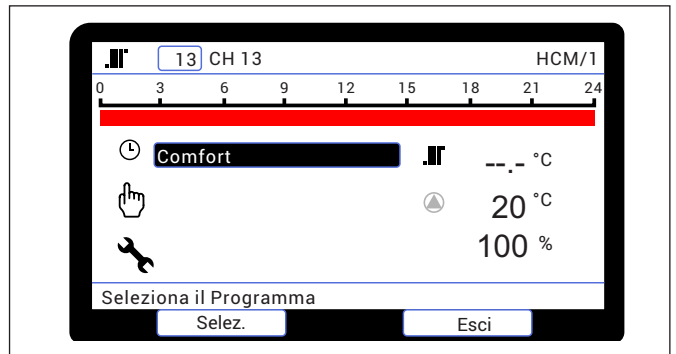 13 CH 13 HCM/1
0 3 6 9 12 15 18 21 24
Comfort --.- °C
20 °C
100 %
Seleziona il Programma
Selez. Esci